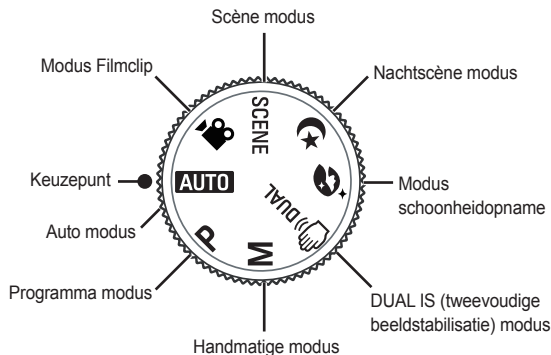 Scène modus
Modus Filmclip
Nachtscène modus
SCENE
Keuzepunt
AUTO
DUAL
Modus
schoonheidopname
Auto modus
P
M
Programma modus
DUAL IS (tweevoudige
beeldstabilisatie) modus
Handmatige modus